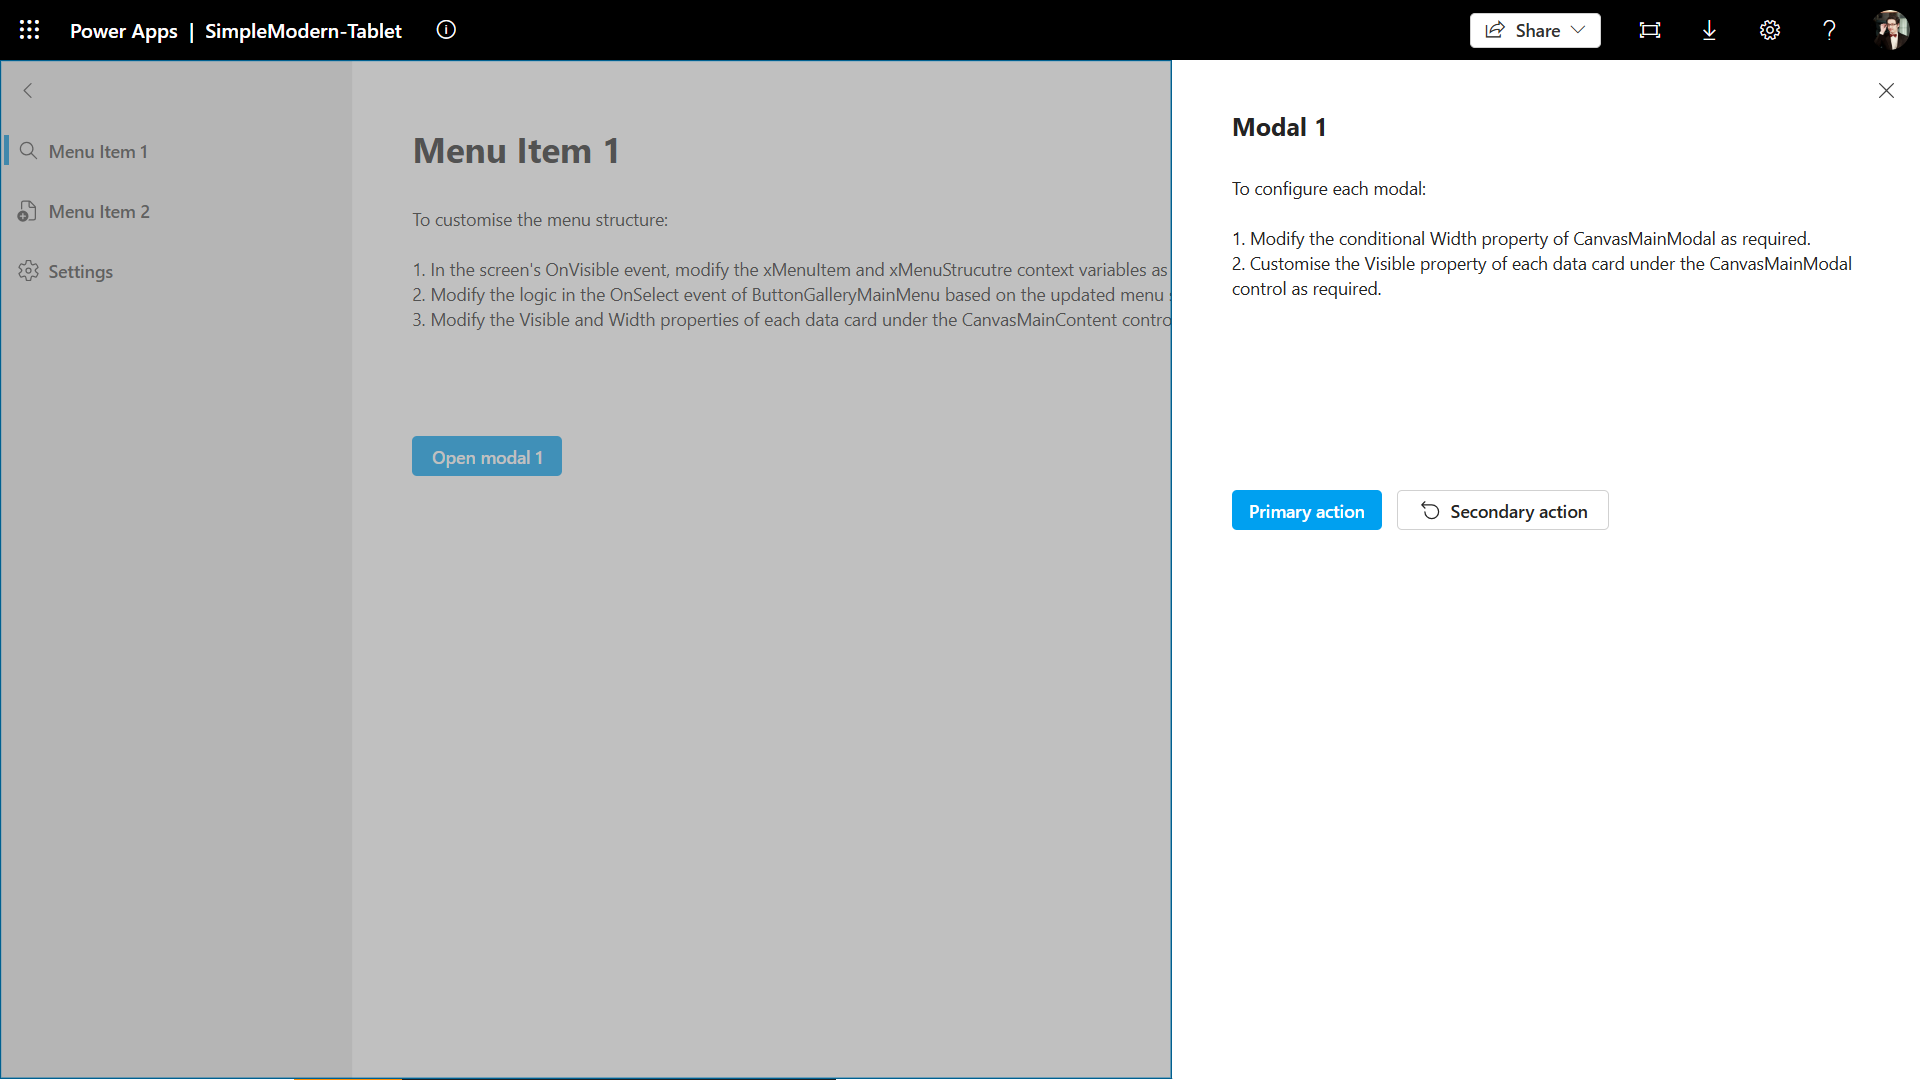 Power Apps | SimpleModern-Tablet
Share
Menu Item 1
Menu Item 2
Settings
Menu Item 1
To customise the menu structure:
1. In the screen's OnVisible event, modify the xMenuItem and xMenuStrucutre context variables as
2. Modify the logic in the OnSelect event of ButtonGalleryMainMenu based on the updated menu
3. Modify the Visible and Width properties of each data card under the CanvasMainContent contro
Open modal 1
Modal 1
To configure each modal:
1. Modify the conditional Width property of CanvasMainModal as required.
2. Customise the Visible property of each data card under the CanvasMainModal
control as required.
Primary action
Secondary action